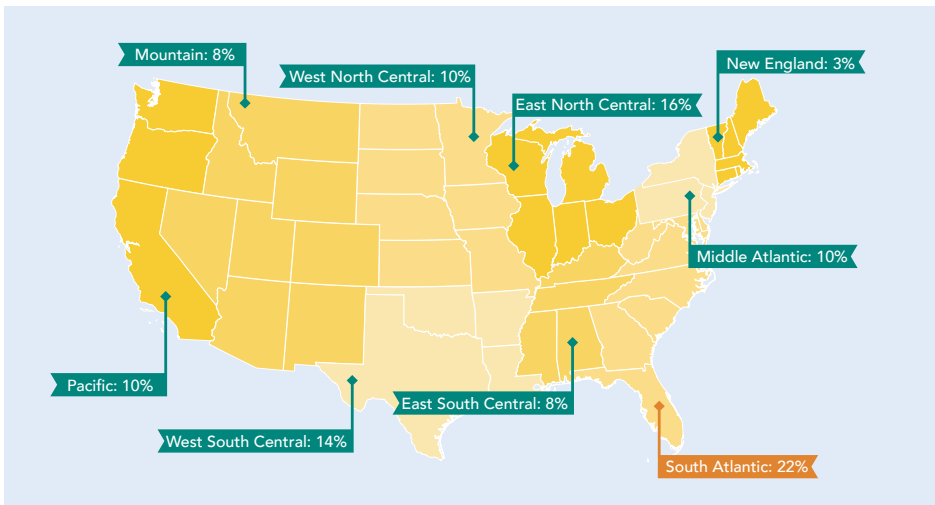 Mountain: 8%
New England: 3%
West North Central: 10%
East North Central: 16%
Middle Atlantic: 10%
Pacific: 10%
East South Central: 8%
West South Central: 14%
South Atlantic: 22%